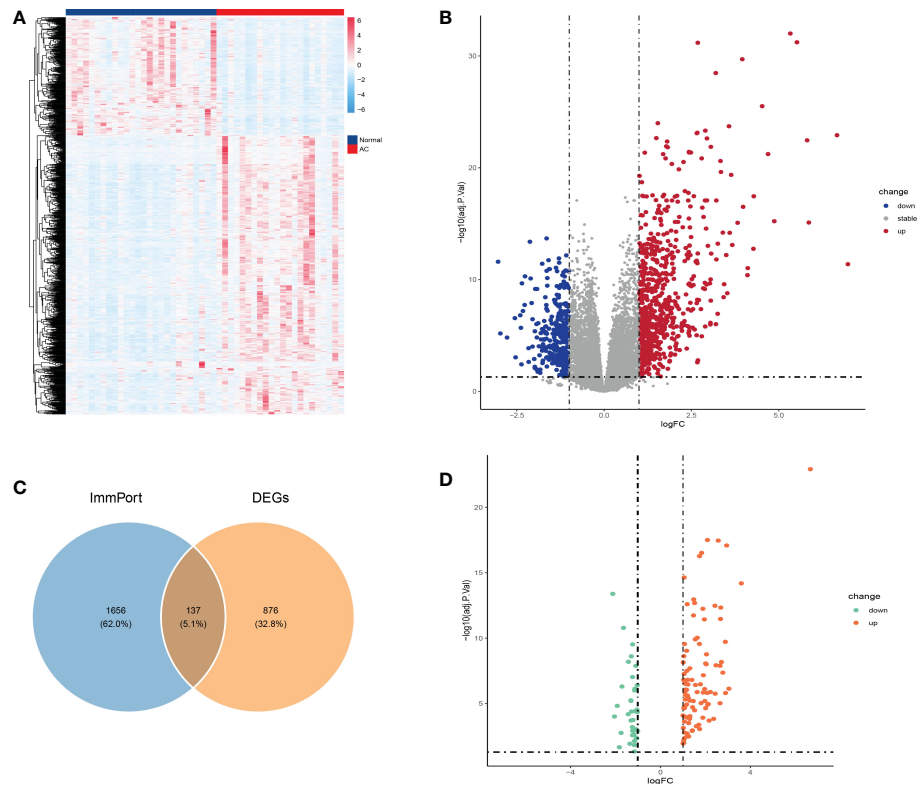 A
6
4
2
0
−2
−4
−6
Normal
AC
B
30
20
10
0
−log10(adj.P.Val)
−2.5
0.0
2.5
5.0
logFC
change
down
stable
up
C
ImmPort
DEGs
1656
(62.0%)
137
(5.1%)
876
(32.8%)
D
20
15
10
5
−log10(adj.P.Val)
−4
0
4
logFC
change
down
up